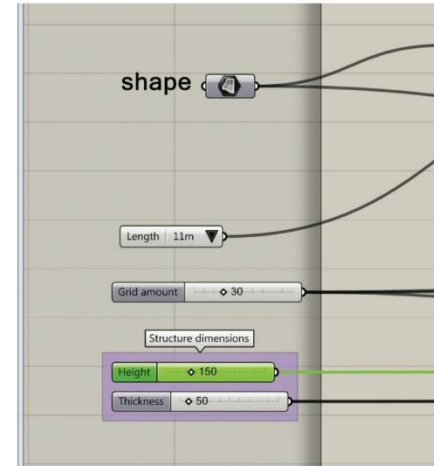 shape
Length 11m
Grid amount 30
Structure dimensions
Height 150
Thickness 50